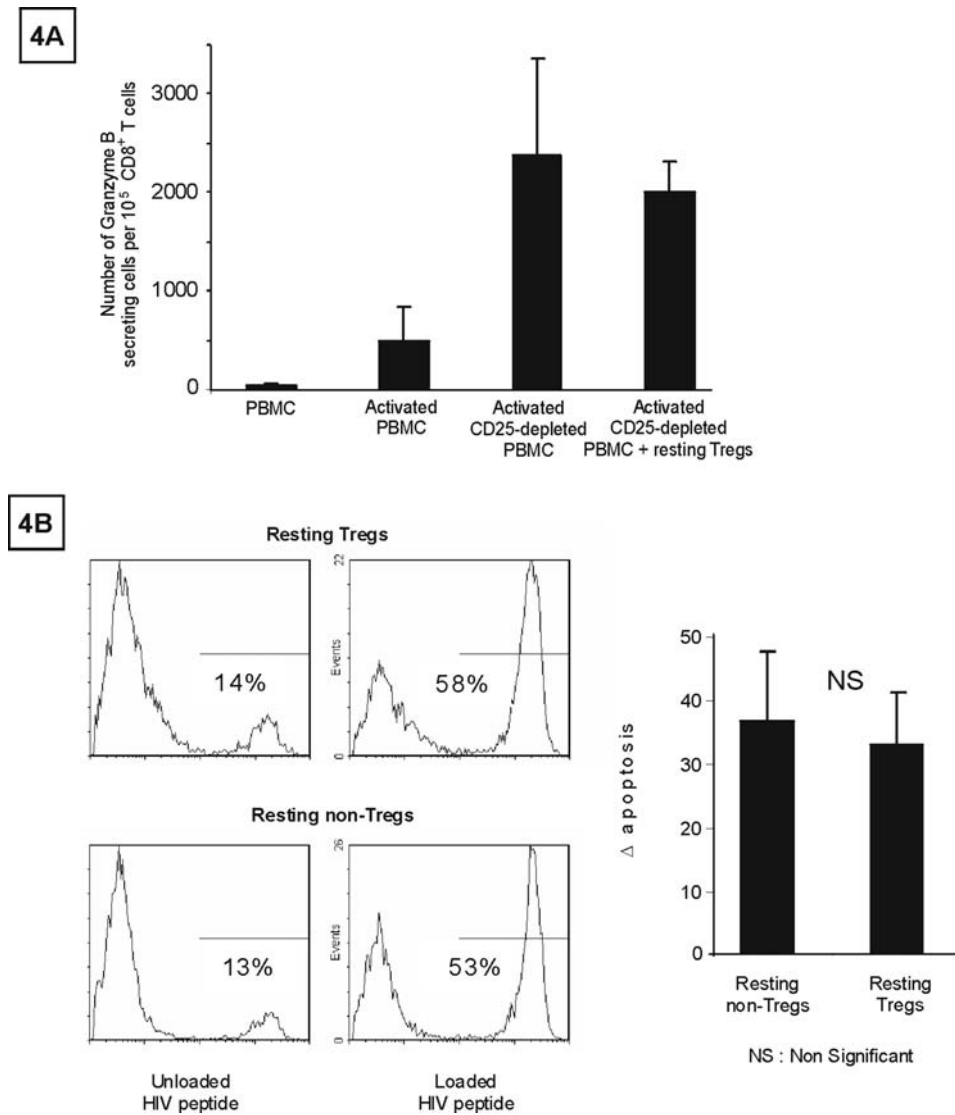 4A
Number of Granzyme B
secreting cells per 10⁵ CD8⁺ T cells
3000
2000
1000
0
PBMC
Activated
PBMC
Activated
CD25-depleted
PBMC
Activated
CD25-depleted
PBMC + resting Tregs
4B
Resting Tregs
14%
22
Events
0
58%
Resting non-Tregs
13%
26
Events
0
53%
Unloaded
HIV peptide
Loaded
HIV peptide
Δ apoptosis
50
40
30
20
10
0
NS
Resting
non-Tregs
Resting
Tregs
NS : Non Significant